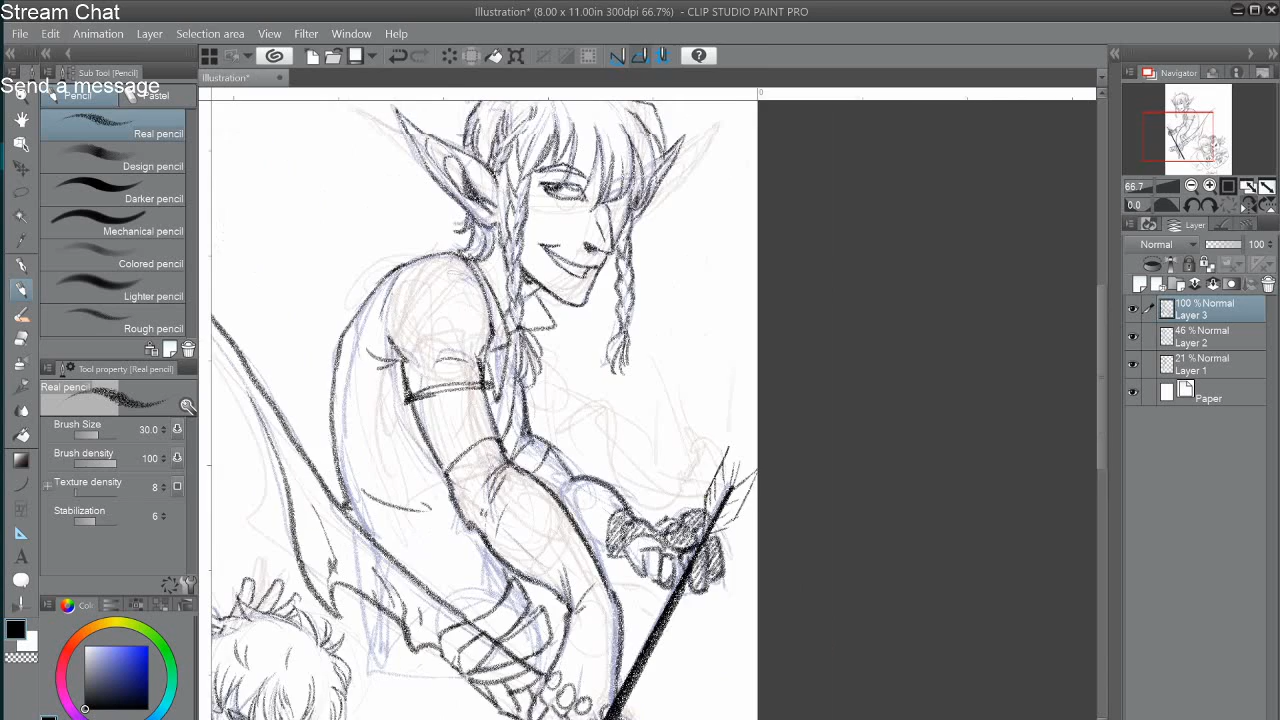 Stream Chat
Illustration* (8.00 x 11.00in 300dpi 66.7%) - CLIP STUDIO PAINT PRO
File Edit Animation Layer Selection area View Filter Window Help
Sub Tool [Pencil]
Send a message
Pencil
Pastel
Real pencil
Design pencil
Darker pencil
Mechanical pencil
Colored pencil
Lighter pencil
Rough pencil
Tool property [Real pencil]
Real pencil
Brush Size 30.0
Brush density 100
Texture density 8
Stabilization 6
Illustration*
0
Navigator
66.7
0.0
Layer
Normal 100
100 % Normal
Layer 3
46 % Normal
Layer 2
21 % Normal
Layer 1
Paper